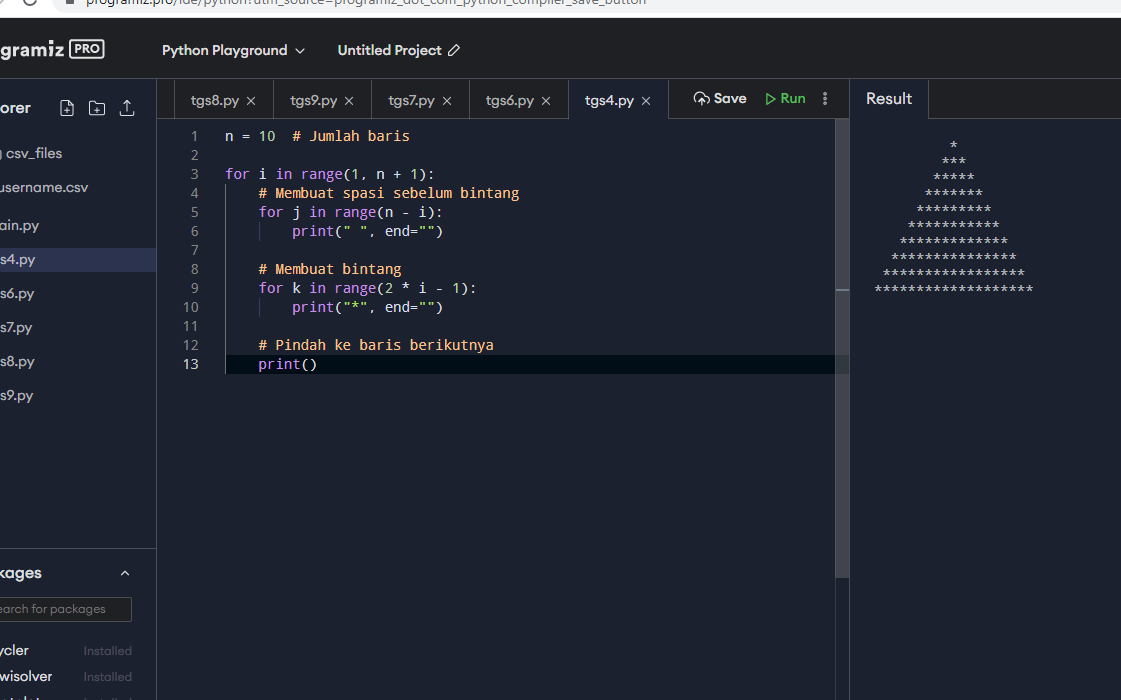 programiz.pro/ide/python?utm_source=programiz_dot_com_python_compiler_save_button
gramiz PRO
Python Playground
Untitled Project
orer
csv_files
username.csv
ain.py
s4.py
s6.py
s7.py
s8.py
s9.py
kages
earch for packages
ycler Installed
wisolver Installed
tgs8.py
tgs9.py
tgs7.py
tgs6.py
tgs4.py
Save
Run
1 n = 10  # Jumlah baris
2
3 for i in range(1, n + 1):
4     # Membuat spasi sebelum bintang
5     for j in range(n - i):
6         print(" ", end="")
7
8     # Membuat bintang
9     for k in range(2 * i - 1):
10         print("*", end="")
11
12     # Pindah ke baris berikutnya
13     print()
Result
         *
        ***
       *****
      *******
     *********
    ***********
   *************
  ***************
 *****************
*******************